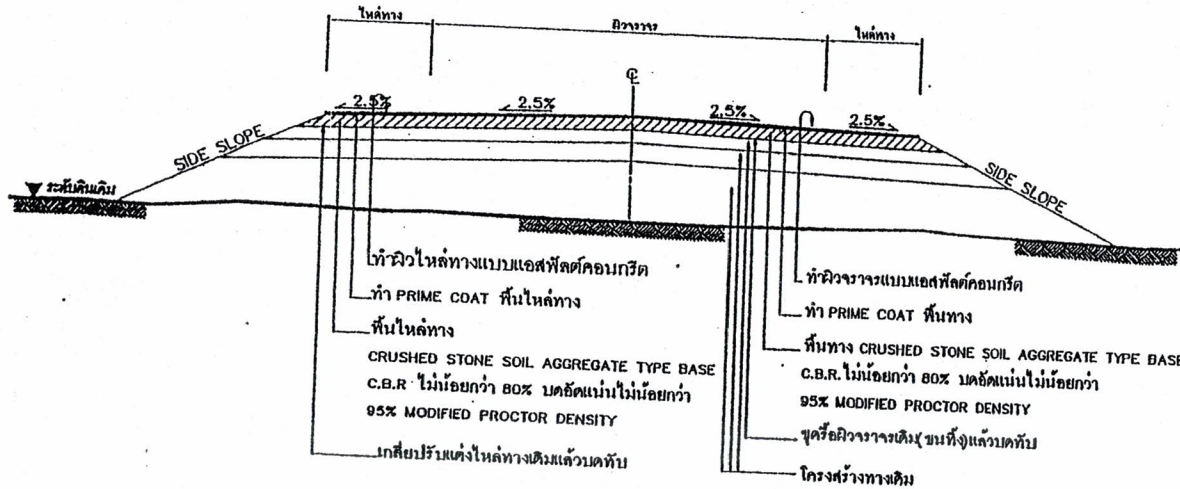 ไหล่ทาง
ผิวจราจร
ไหล่ทาง
℄
2.5%
2.5%
2.5%
2.5%
SIDE SLOPE
SIDE SLOPE
ระดับดินเดิม
ทำผิวไหล่ทางแบบแอสฟัลต์คอนกรีต
ทำ PRIME COAT พื้นไหล่ทาง
พื้นไหล่ทาง
CRUSHED STONE SOIL AGGREGATE TYPE BASE
C.B.R ไม่น้อยกว่า 80% บดอัดแน่นไม่น้อยกว่า
95% MODIFIED PROCTOR DENSITY
เกลี่ยปรับแต่งไหล่ทางเดิมแล้วบดทับ
ทำผิวจราจรแบบแอสฟัลต์คอนกรีต
ทำ PRIME COAT พื้นทาง
พื้นทาง CRUSHED STONE SOIL AGGREGATE TYPE BASE
C.B.R. ไม่น้อยกว่า 80% บดอัดแน่นไม่น้อยกว่า
95% MODIFIED PROCTOR DENSITY
ขุดรื้อผิวจราจรเดิม(ขนทิ้ง)แล้วบดทับ
โครงสร้างทางเดิม